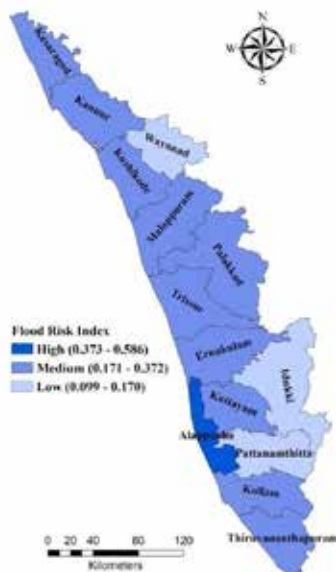 N
W E
S
Kasaragod
Kannur
Wayanad
Kozhikode
Malappuram
Palakkad
Trissur
Ernakulam
Idukki
Flood Risk Index
High (0.373 - 0.586)
Medium (0.171 - 0.372)
Low (0.099 - 0.170)
Kottayam
Alappuzha
Pattanamthitta
Kollam
Thiruvananthapuram
0 20 40 80 120
Kilometers